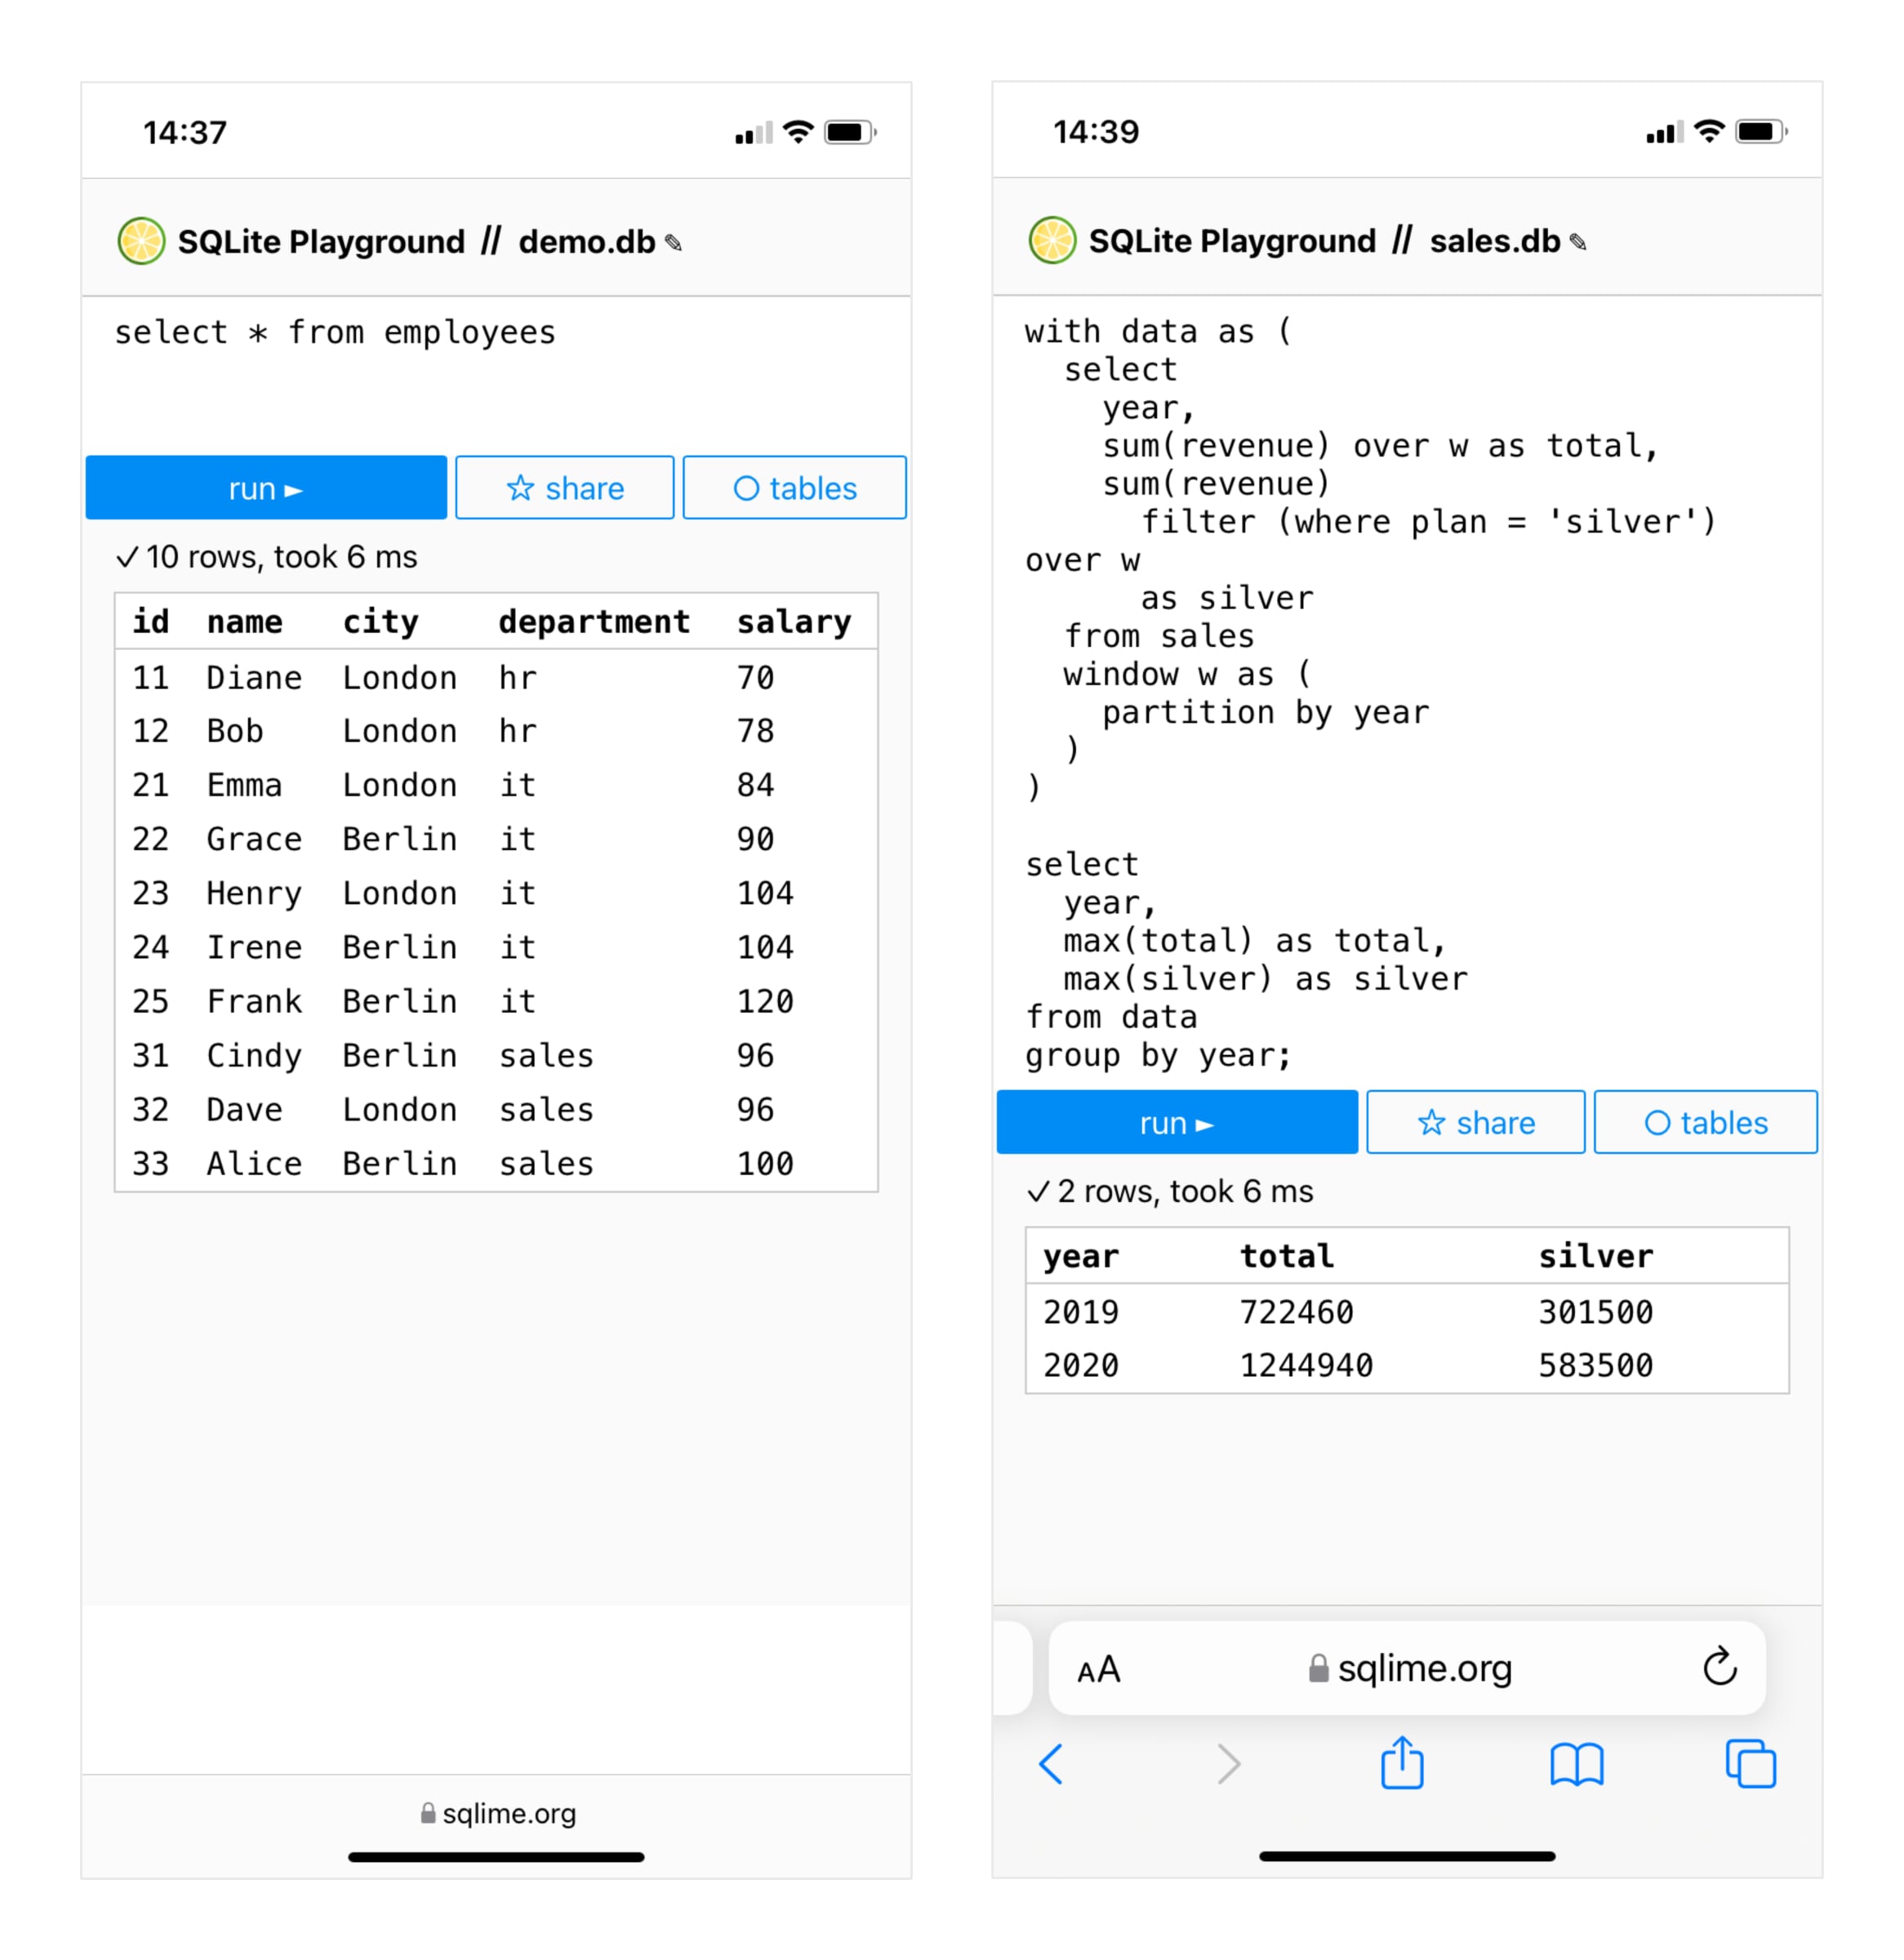 14:37
SQLite Playground // demo.db
select * from employees
run ► ☆ share ○ tables
✓ 10 rows, took 6 ms
id name city department salary
11 Diane London hr 70
12 Bob London hr 78
21 Emma London it 84
22 Grace Berlin it 90
23 Henry London it 104
24 Irene Berlin it 104
25 Frank Berlin it 120
31 Cindy Berlin sales 96
32 Dave London sales 96
33 Alice Berlin sales 100
sqlime.org
14:39
SQLite Playground // sales.db
with data as (
  select
    year,
    sum(revenue) over w as total,
    sum(revenue)
      filter (where plan = 'silver')
over w
      as silver
  from sales
  window w as (
    partition by year
  )
)
select
  year,
  max(total) as total,
  max(silver) as silver
from data
group by year;
run ► ☆ share ○ tables
✓ 2 rows, took 6 ms
year total silver
2019 722460 301500
2020 1244940 583500
AA sqlime.org